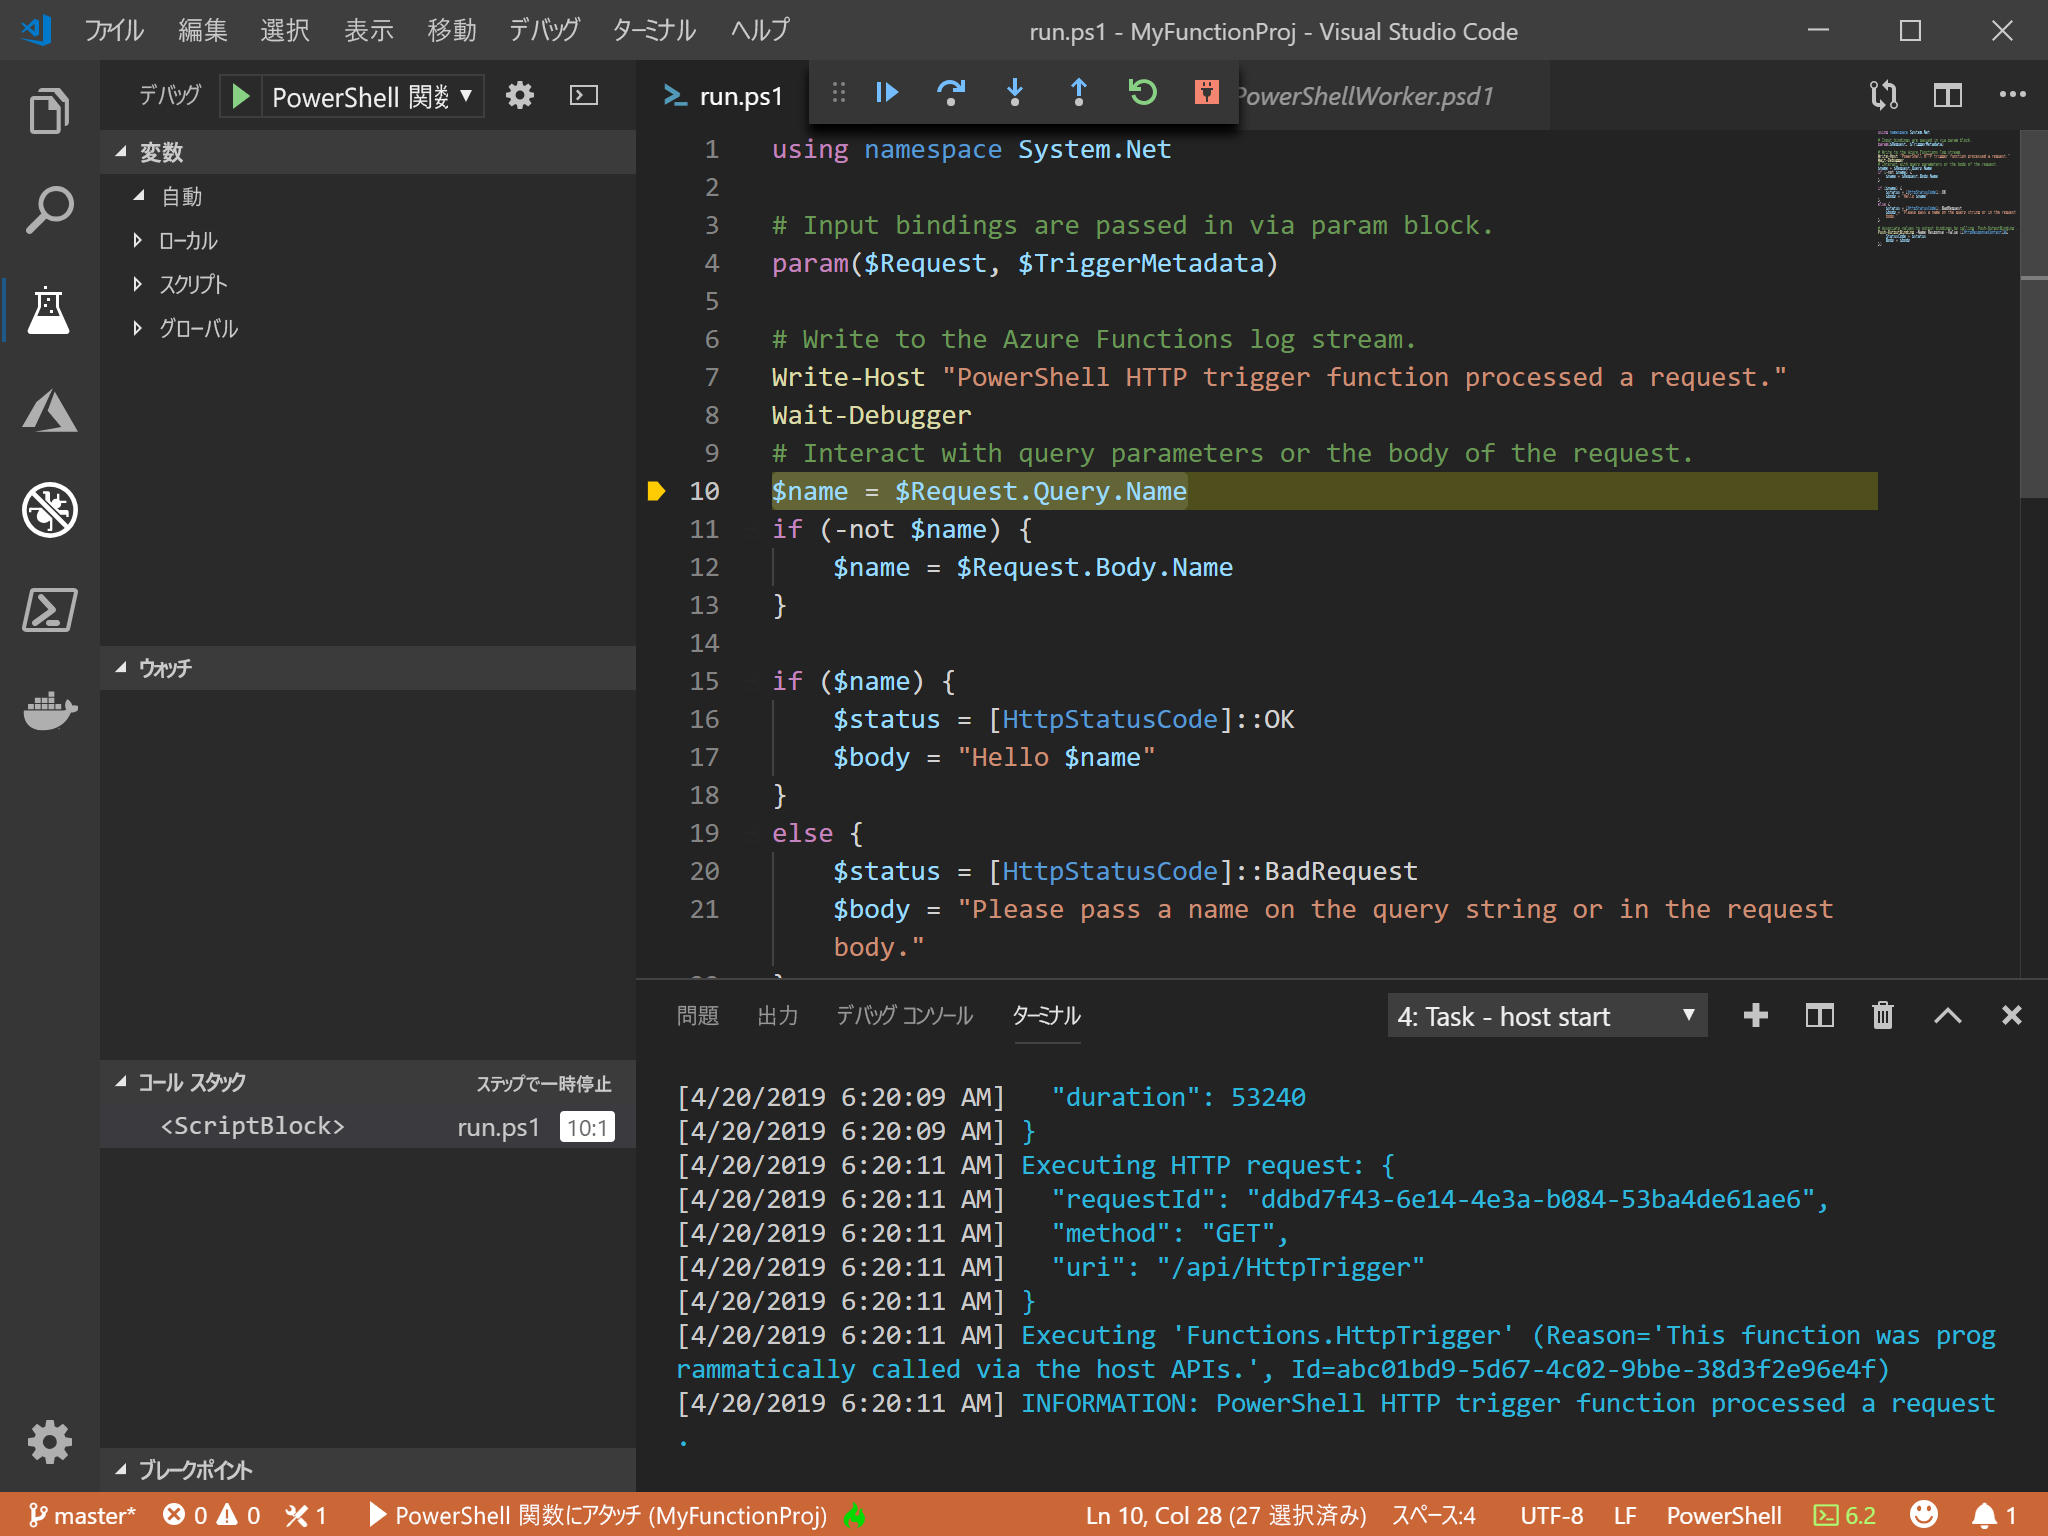 ファイル 編集 選択 表示 移動 デバッグ ターミナル ヘルプ
run.ps1 - MyFunctionProj - Visual Studio Code
デバッグ PowerShell 関数
run.ps1
PowerShellWorker.psd1
変数
自動
ローカル
スクリプト
グローバル
ウォッチ
コール スタック ステップで一時停止
<ScriptBlock> run.ps1 10:1
ブレークポイント
1 using namespace System.Net
2
3 # Input bindings are passed in via param block.
4 param($Request, $TriggerMetadata)
5
6 # Write to the Azure Functions log stream.
7 Write-Host "PowerShell HTTP trigger function processed a request."
8 Wait-Debugger
9 # Interact with query parameters or the body of the request.
10 $name = $Request.Query.Name
11 if (-not $name) {
12     $name = $Request.Body.Name
13 }
14
15 if ($name) {
16     $status = [HttpStatusCode]::OK
17     $body = "Hello $name"
18 }
19 else {
20     $status = [HttpStatusCode]::BadRequest
21     $body = "Please pass a name on the query string or in the request
body."
問題 出力 デバッグ コンソール ターミナル
4: Task - host start
[4/20/2019 6:20:09 AM]   "duration": 53240
[4/20/2019 6:20:09 AM] }
[4/20/2019 6:20:11 AM] Executing HTTP request: {
[4/20/2019 6:20:11 AM]   "requestId": "ddbd7f43-6e14-4e3a-b084-53ba4de61ae6",
[4/20/2019 6:20:11 AM]   "method": "GET",
[4/20/2019 6:20:11 AM]   "uri": "/api/HttpTrigger"
[4/20/2019 6:20:11 AM] }
[4/20/2019 6:20:11 AM] Executing 'Functions.HttpTrigger' (Reason='This function was prog
rammatically called via the host APIs.', Id=abc01bd9-5d67-4c02-9bbe-38d3f2e96e4f)
[4/20/2019 6:20:11 AM] INFORMATION: PowerShell HTTP trigger function processed a request
.
master* 0 0 1 PowerShell 関数にアタッチ (MyFunctionProj) Ln 10, Col 28 (27 選択済み) スペース:4 UTF-8 LF PowerShell 6.2 1